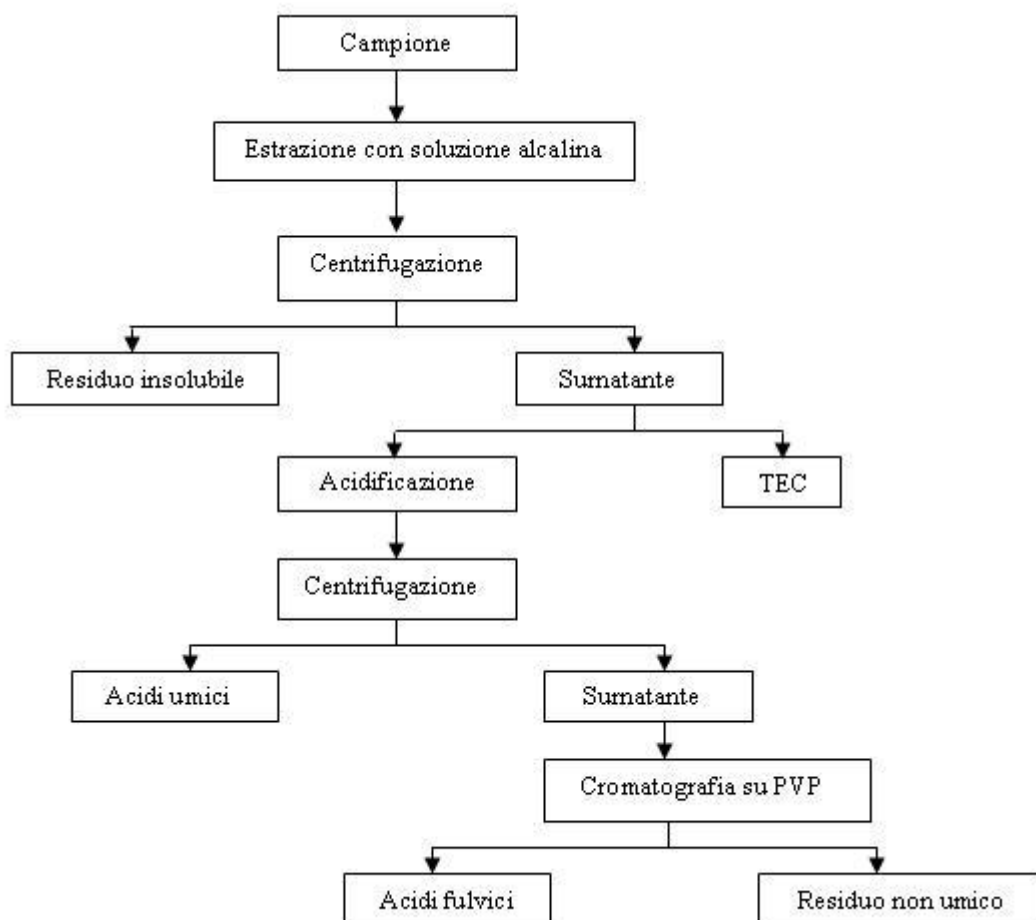 Campione
Estrazione con soluzione alcalina
Centrifugazione
Residuo insolubile
Surnatante
Acidificazione
TEC
Centrifugazione
Acidi umici
Surnatante
Cromatografia su PVP
Acidi fulvici
Residuo non umico